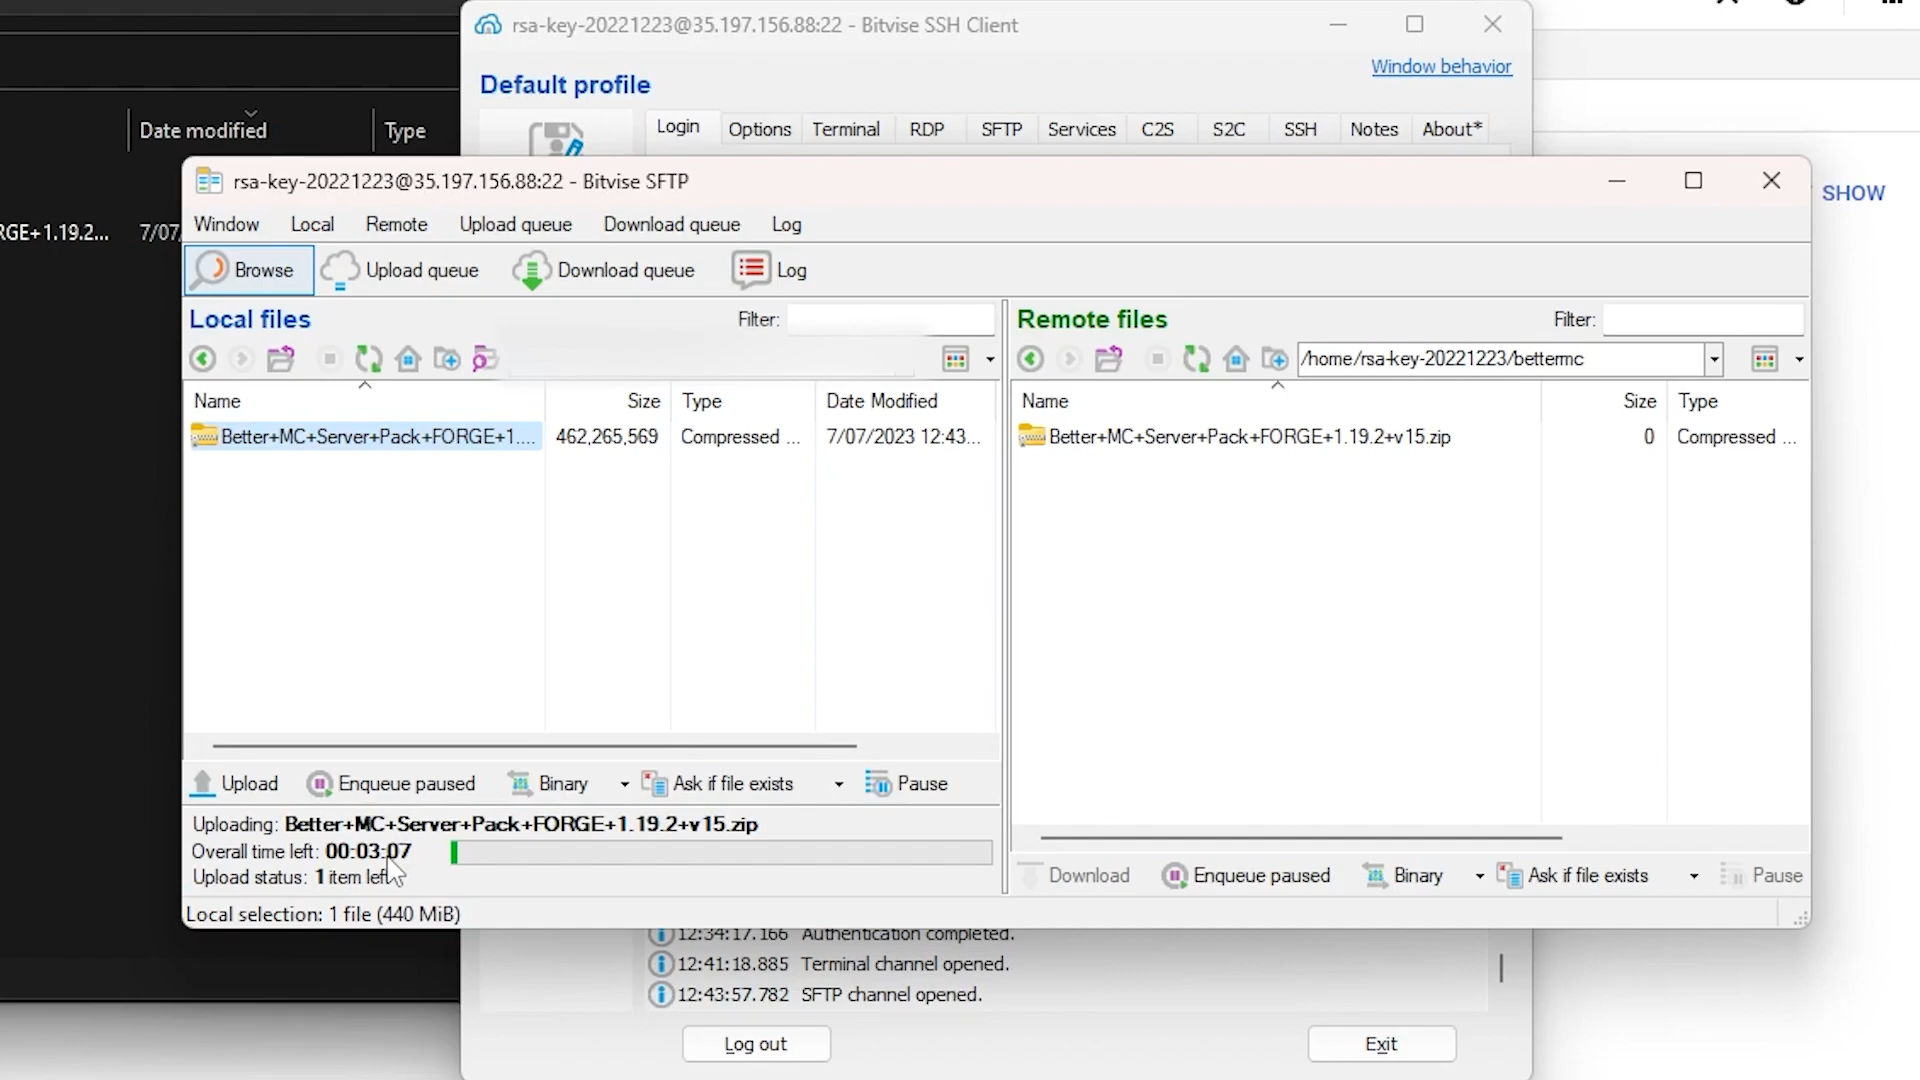 rsa-key-20221223@35.197.156.88:22 - Bitvise SSH Client
Window behavior
Default profile
Login Options Terminal RDP SFTP Services C2S S2C SSH Notes About*
Date modified Type
RGE+1.19.2... 7/07/
SHOW
rsa-key-20221223@35.197.156.88:22 - Bitvise SFTP
Window Local Remote Upload queue Download queue Log
Browse Upload queue Download queue Log
Local files Filter:
Name Size Type Date Modified
Better+MC+Server+Pack+FORGE+1.... 462,265,569 Compressed ... 7/07/2023 12:43...
Upload Enqueue paused Binary Ask if file exists Pause
Uploading: Better+MC+Server+Pack+FORGE+1.19.2+v15.zip
Overall time left: 00:03:07
Upload status: 1 item left
Local selection: 1 file (440 MiB)
Remote files Filter:
/home/rsa-key-20221223/bettermc
Name Size Type
Better+MC+Server+Pack+FORGE+1.19.2+v15.zip 0 Compressed ...
Download Enqueue paused Binary Ask if file exists Pause
12:34:17.166 Authentication completed.
12:41:18.885 Terminal channel opened.
12:43:57.782 SFTP channel opened.
Log out Exit